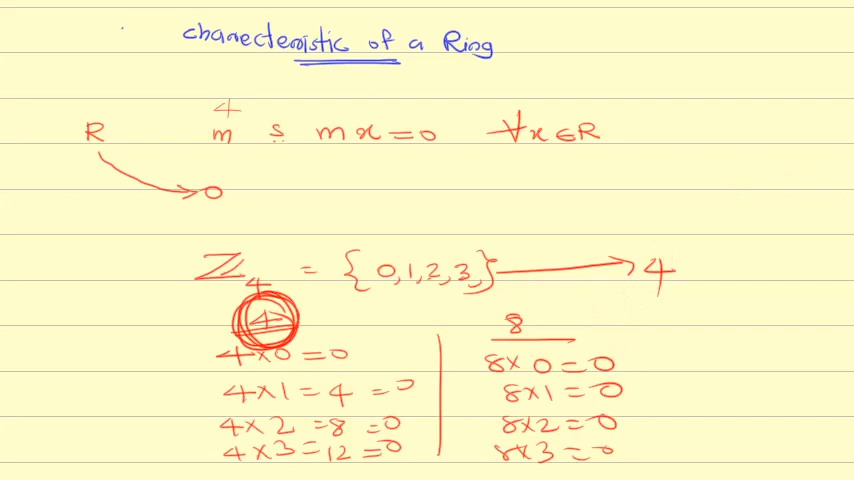 charecteristic of a Ring
4
R m s mx = 0 ∀x ∈ R
0
ℤ₄ = { 0, 1, 2, 3, } → 4
4 8
4×0 = 0 8× 0 = 0
4×1 = 4 = 0 8×1 = 0
4×2 = 8 = 0 8×2 = 0
4×3 = 12 = 0 8×3 = 0